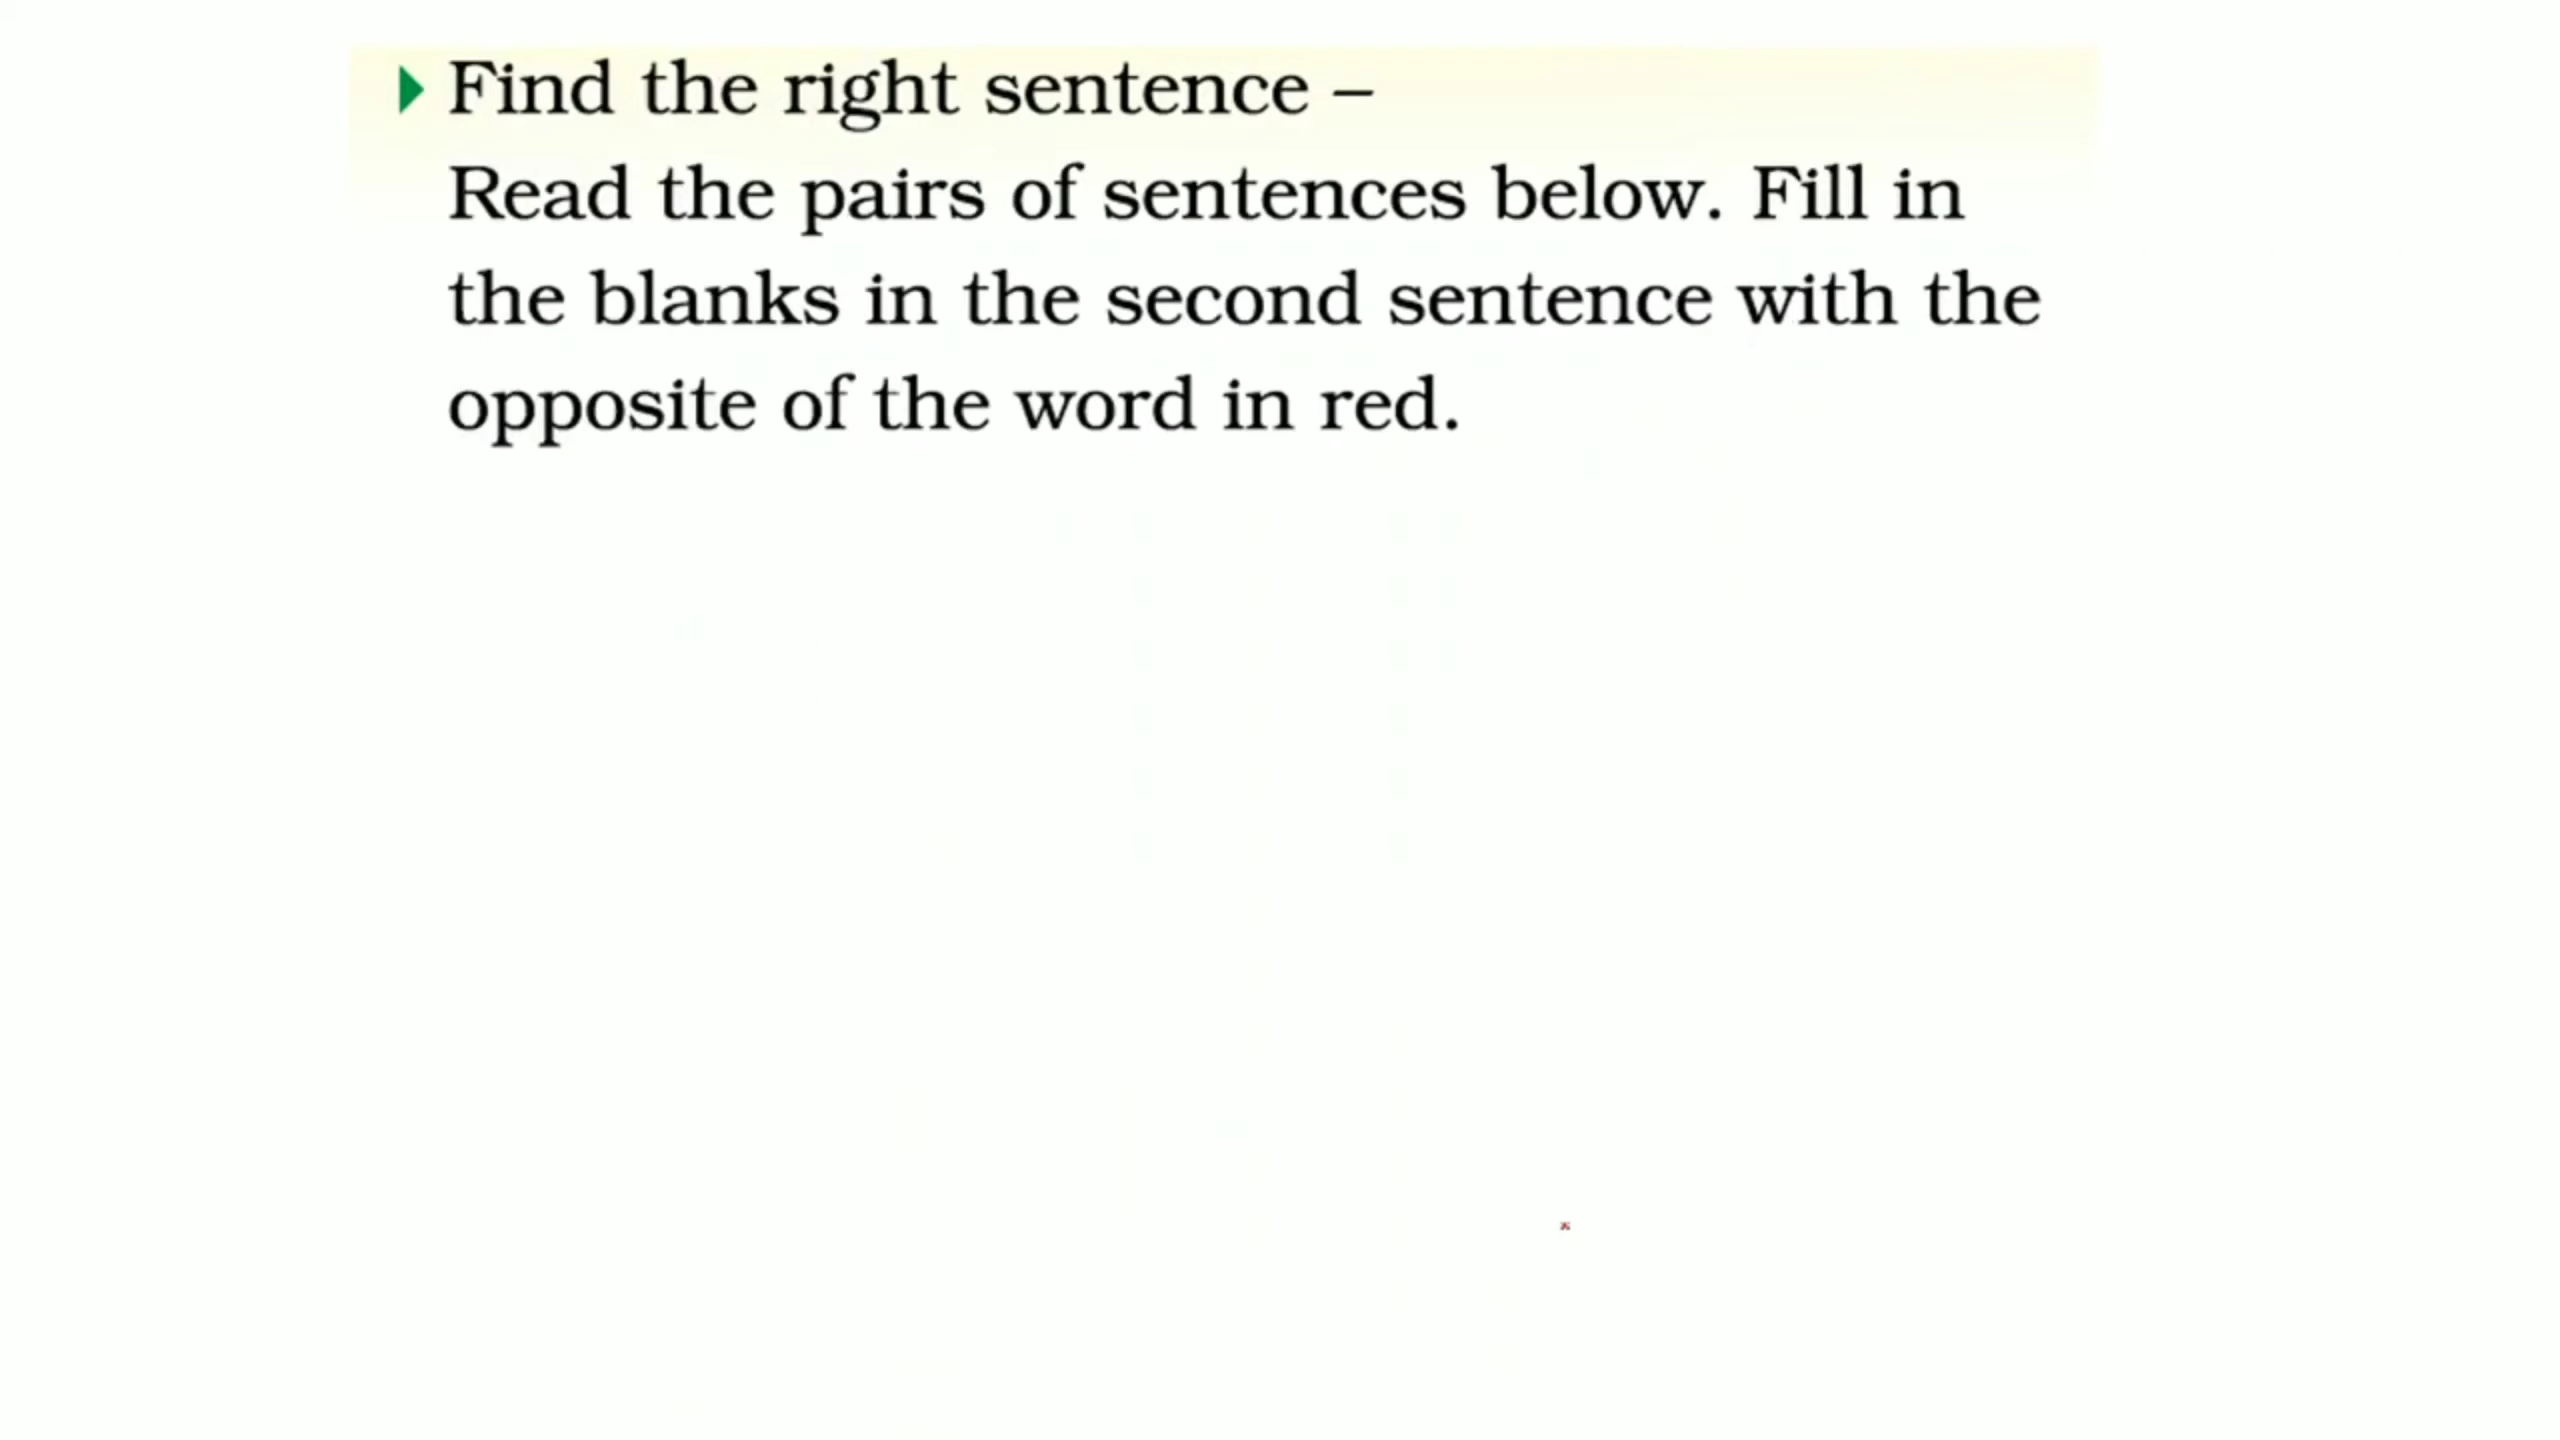 Find the right sentence –
Read the pairs of sentences below. Fill in
the blanks in the second sentence with the
opposite of the word in red.